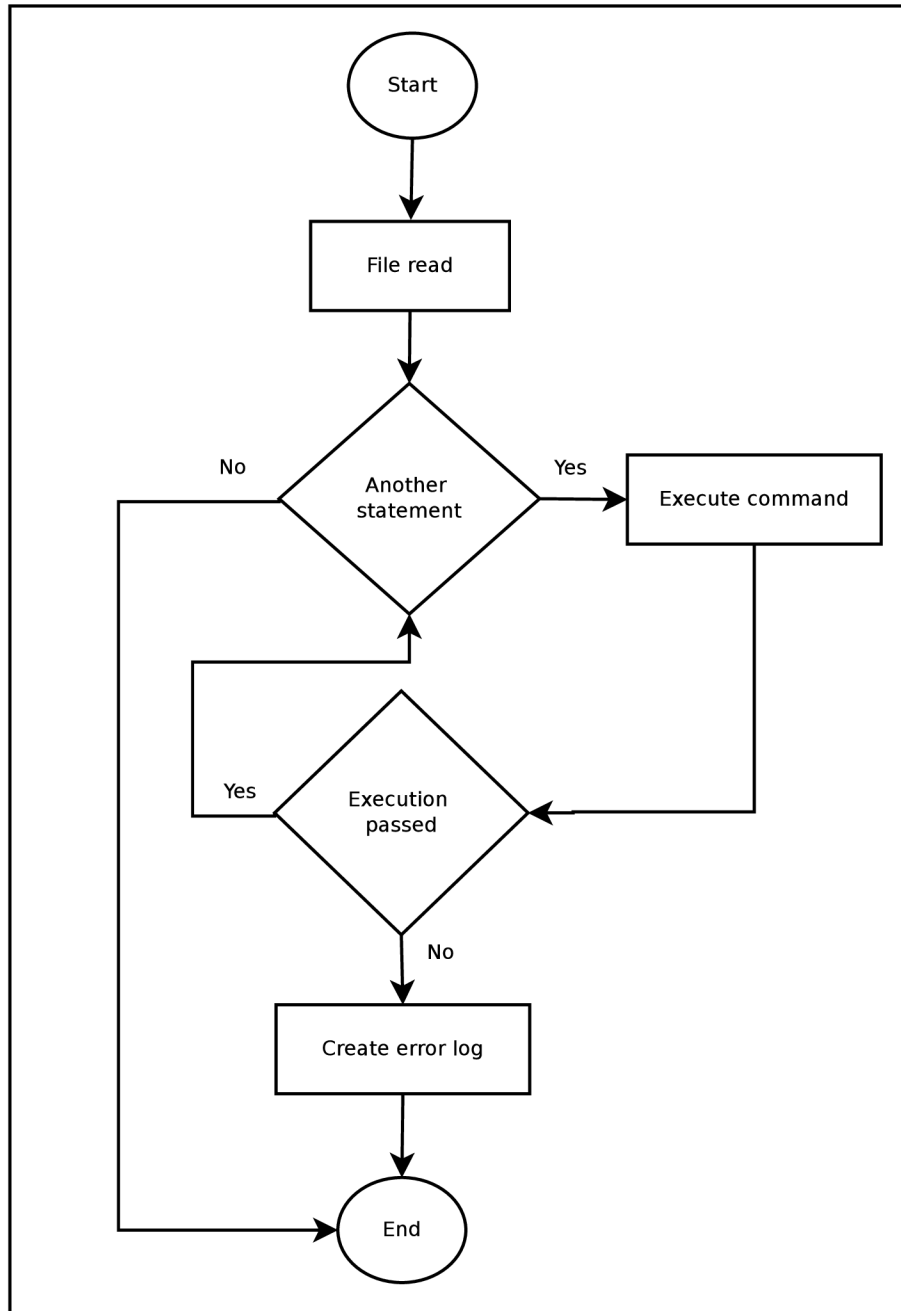 Start
File read
No
Yes
Another
statement
Execute command
Yes
Execution
passed
No
Create error log
End